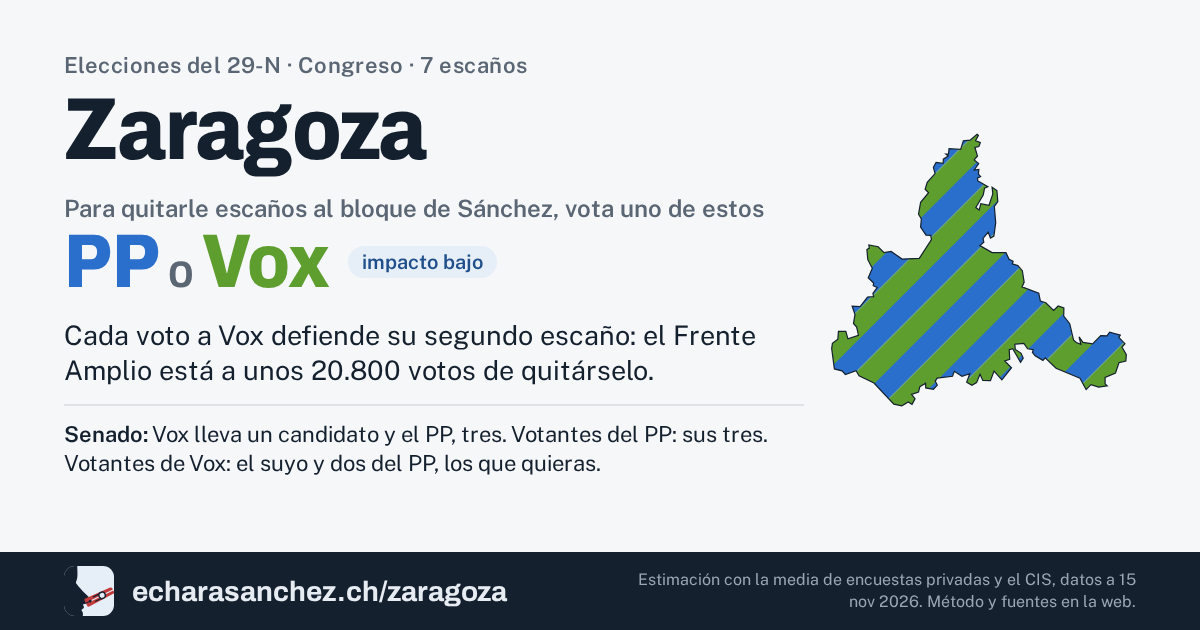 Elecciones del 29-N · Congreso · 7 escaños
Zaragoza
Para quitarle escaños al bloque de Sánchez, vota uno de estos
PP o Vox impacto bajo
Cada voto a Vox defiende su segundo escaño: el Frente
Amplio está a unos 20.800 votos de quitárselo.
Senado: Vox lleva un candidato y el PP, tres. Votantes del PP: sus tres.
Votantes de Vox: el suyo y dos del PP, los que quieras.
echarasanchez.ch/zaragoza
Estimación con la media de encuestas privadas y el CIS, datos a 15
nov 2026. Método y fuentes en la web.